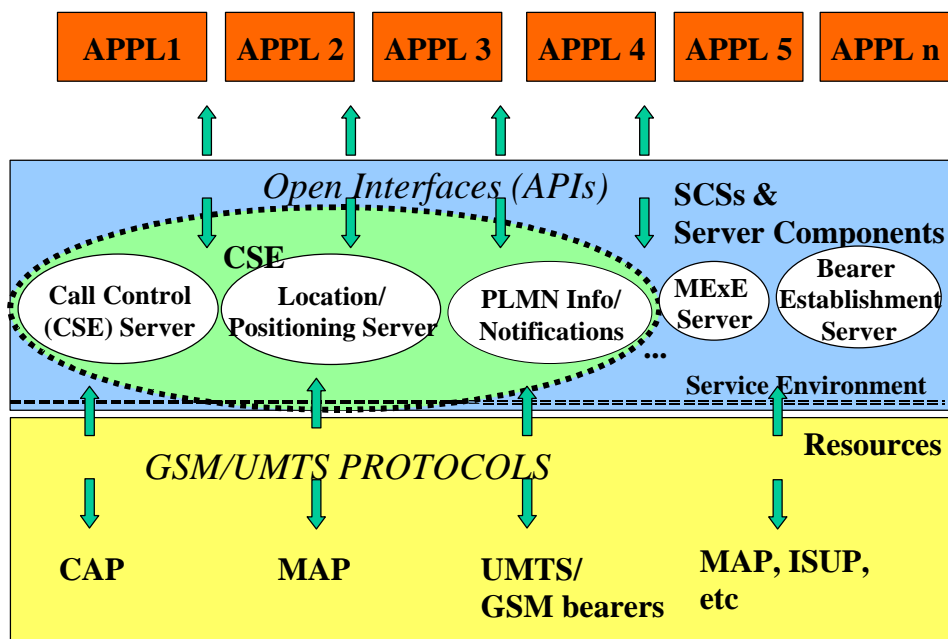 APPL1 APPL 2 APPL 3 APPL 4 APPL 5 APPL n
Open Interfaces (APIs)
SCSs &
Server Components
CSE
Call Control
(CSE) Server
Location/
Positioning Server
PLMN Info/
Notifications
...
MExE
Server
Bearer
Establishment
Server
Service Environment
Resources
GSM/UMTS PROTOCOLS
CAP
MAP
UMTS/
GSM bearers
MAP, ISUP,
etc